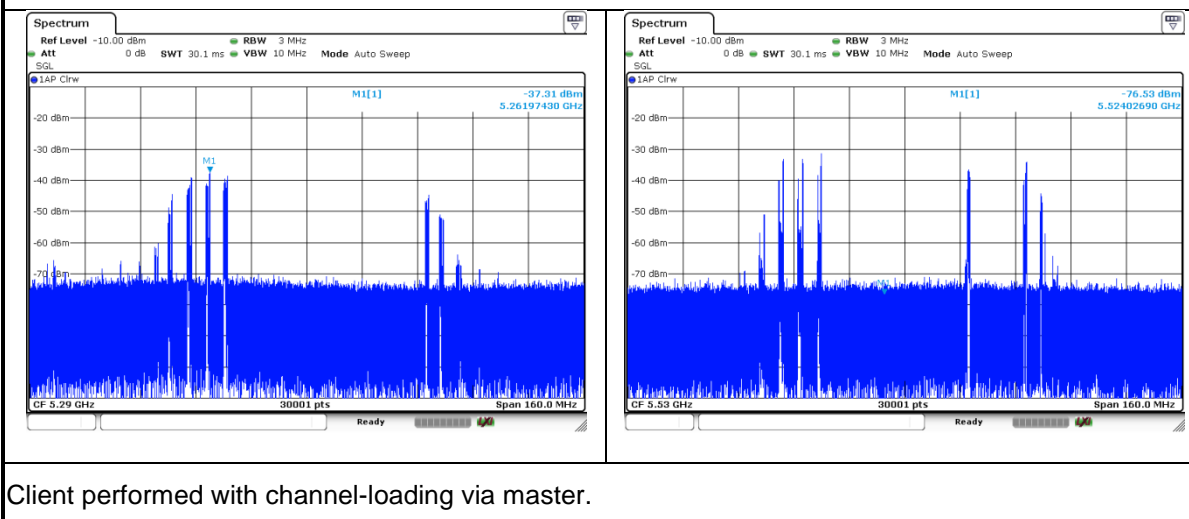 Spectrum
Ref Level -10.00 dBm RBW 3 MHz
Att 0 dB SWT 30.1 ms VBW 10 MHz Mode Auto Sweep
SGL
1AP Clrw
M1[1] -37.31 dBm
5.26197430 GHz
-20 dBm
-30 dBm
M1
-40 dBm
-50 dBm
-60 dBm
-70 dBm
CF 5.29 GHz 30001 pts Span 160.0 MHz
Ready
Spectrum
Ref Level -10.00 dBm RBW 3 MHz
Att 0 dB SWT 30.1 ms VBW 10 MHz Mode Auto Sweep
SGL
1AP Clrw
M1[1] -76.53 dBm
5.52402690 GHz
-20 dBm
-30 dBm
-40 dBm
-50 dBm
-60 dBm
-70 dBm
M1
CF 5.53 GHz 30001 pts Span 160.0 MHz
Ready
Client performed with channel-loading via master.